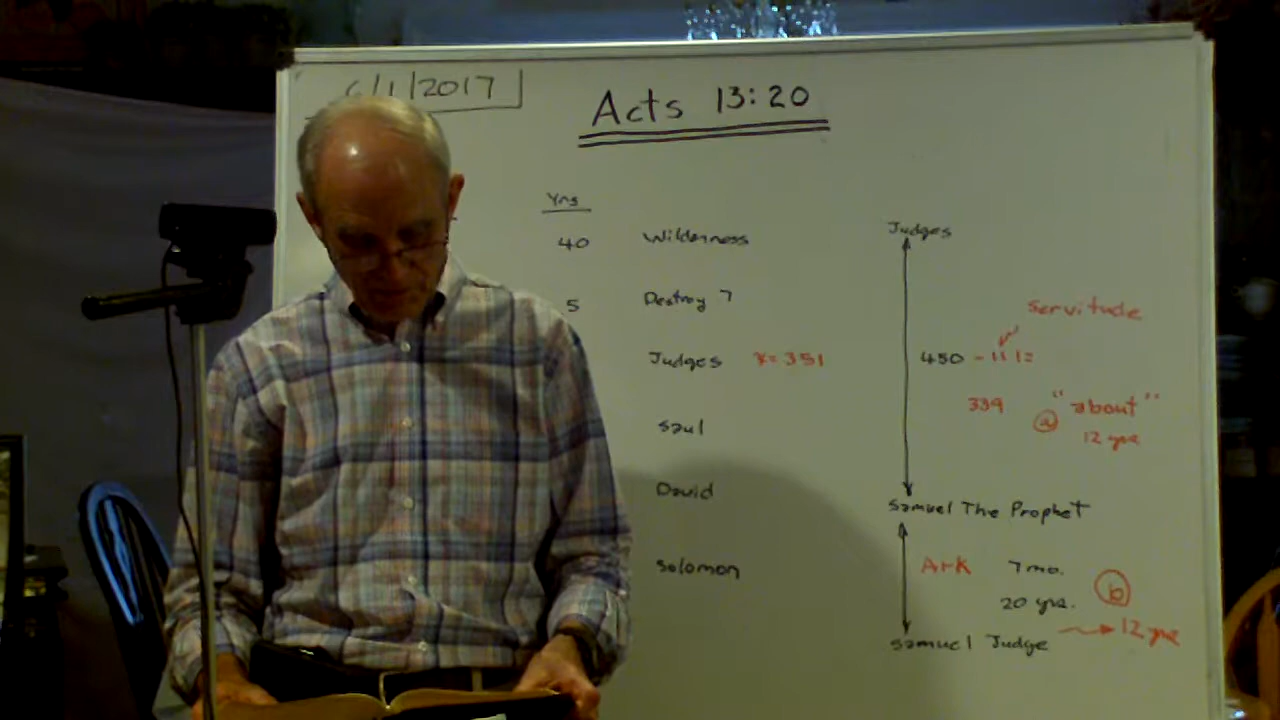 6/1/2017
Acts 13:20
Yrs
40 Wilderness
5 Destroy 7
Judges x=351
Saul
David
Solomon
Judges
servitude
450 - 111=
339 "about"
a 12 yrs
Samuel The Prophet
Ark 7 mo.
20 yrs. b
Samuel Judge → 12 yrs